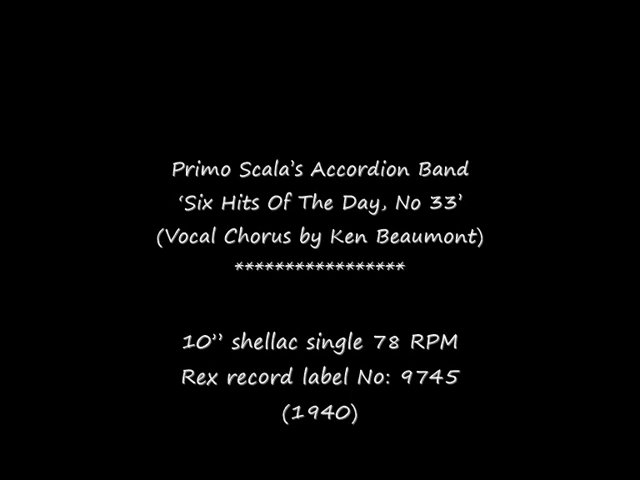 Primo Scala's Accordion Band
‘Six Hits Of The Day, No 33’
(Vocal Chorus by Ken Beaumont)
*****************
10” shellac single 78 RPM
Rex record label No: 9745
(1940)